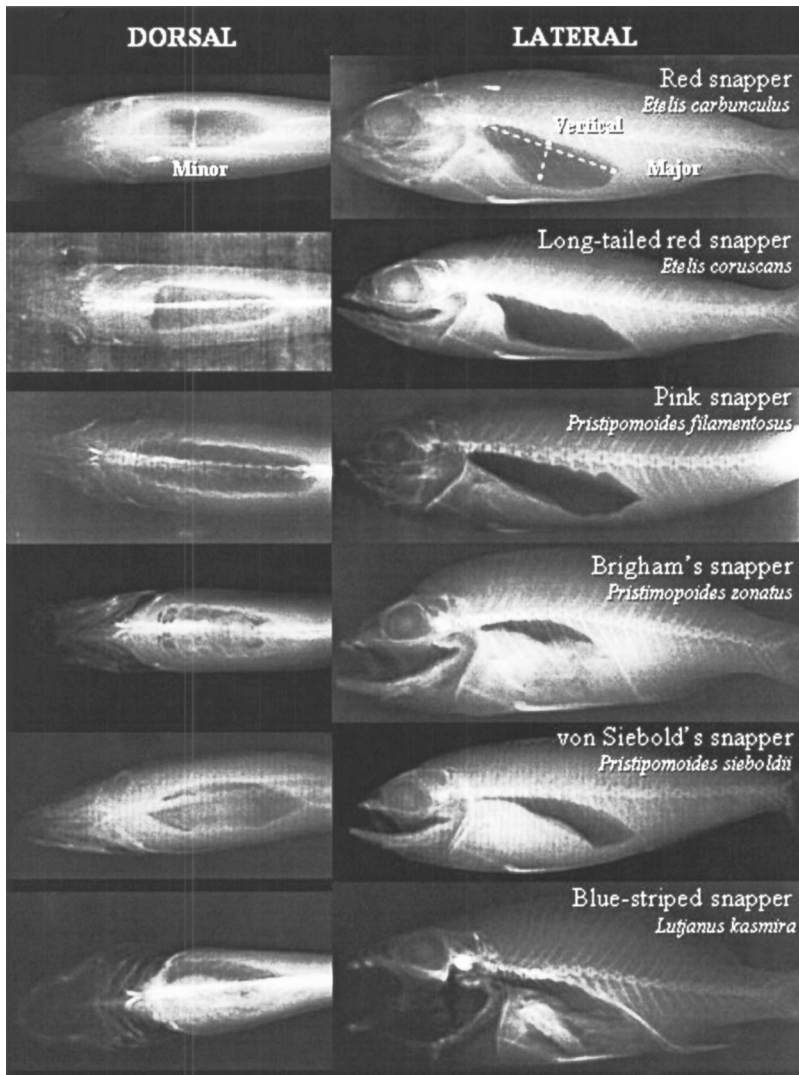 DORSAL
LATERAL
Red snapper
Etelis carbunculus
Vertical
Minor
Major
Long-tailed red snapper
Etelis coruscans
Pink snapper
Pristipomoides filamentosus
Brigham's snapper
Pristimopoides zonatus
von Siebold's snapper
Pristipomoides sieboldii
Blue-striped snapper
Lutjanus kasmira